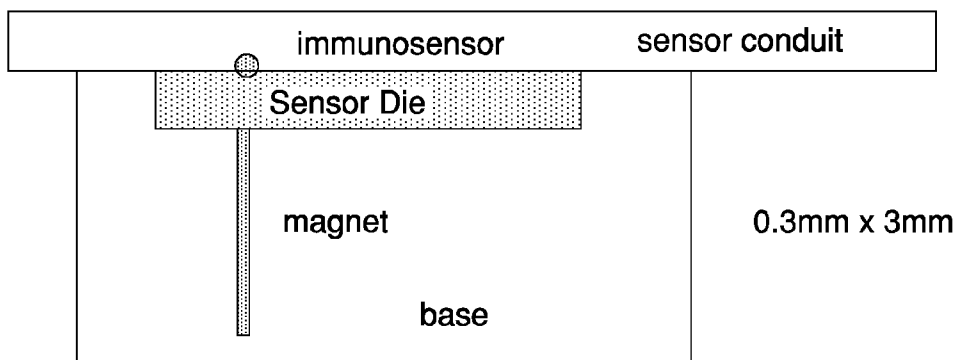 immunosensor
sensor conduit
Sensor Die
magnet
0.3mm x 3mm
base